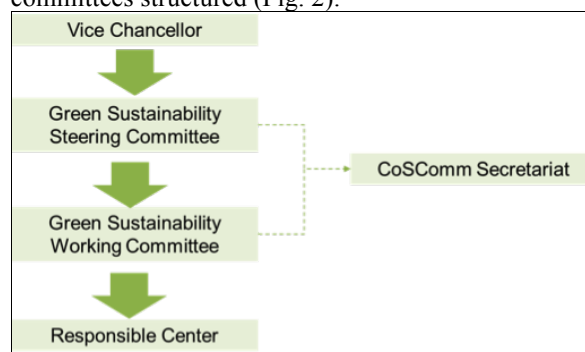 committees structured (Fig. 2).
Vice Chancellor
Green Sustainability
Steering Committee
CoSComm Secretariat
Green Sustainability
Working Committee
Responsible Center